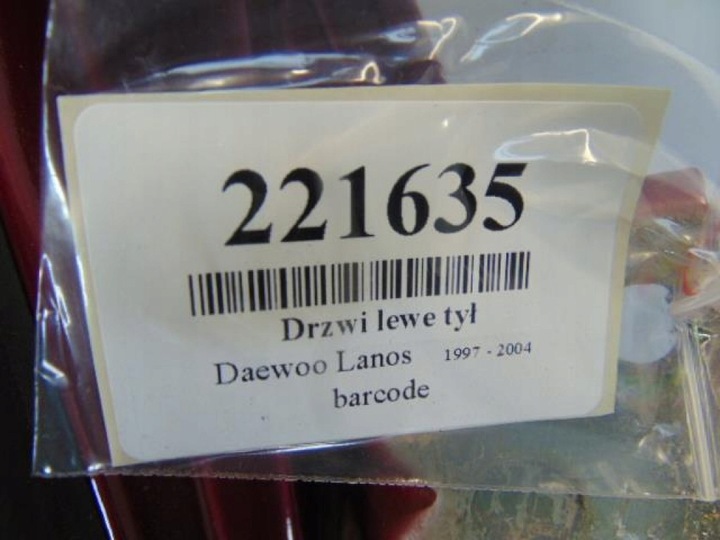 221635
Drzwi lewe tył
Daewoo Lanos 1997 - 2004
barcode